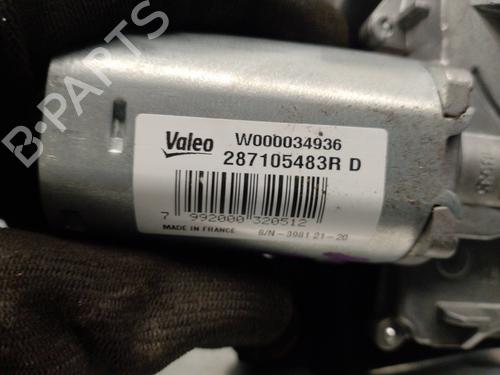 B-PARTS
Valeo W000034936
287105483R D
7 992000 320512
MADE IN FRANCE S/N - 3981 21-20